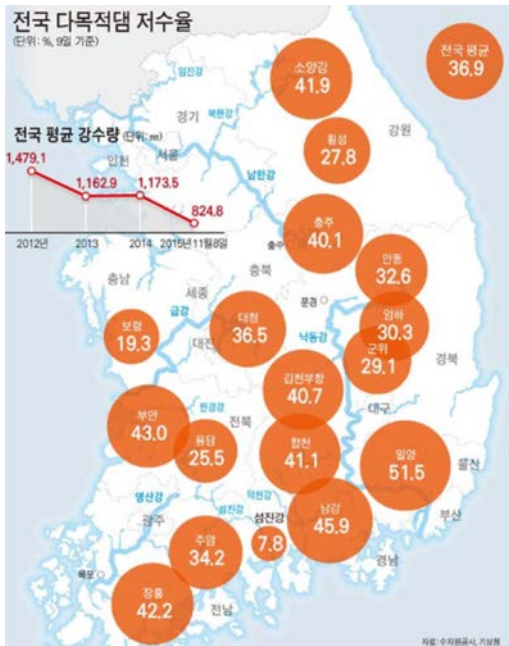 전국 다목적댐 저수율
(단위: %, 9일 기준)
전국 평균
36.9
소양강
41.9
임진강
경기
북한강
강원
횡성
27.8
전국 평균 강수량 (단위: ㎜)
1,479.1
1,162.9
1,173.5
824.8
2012년
2013
2014
2015년 11월8일
인천
서울
남한강
충주
40.1
충주
안동
32.6
충남
충북
세종
문경
금강
보령
19.3
대청
36.5
대전
낙동강
임하
30.3
군위
29.1
경북
김천부항
40.7
대구
부안
43.0
만경강
전북
용담
25.5
합천
41.1
밀양
51.5
울산
부산
영산강
광주
섬진강
덕천강
섬진강
7.8
남강
45.9
경남
주암
34.2
목포
장흥
42.2
전남
자료: 수자원공사, 기상청